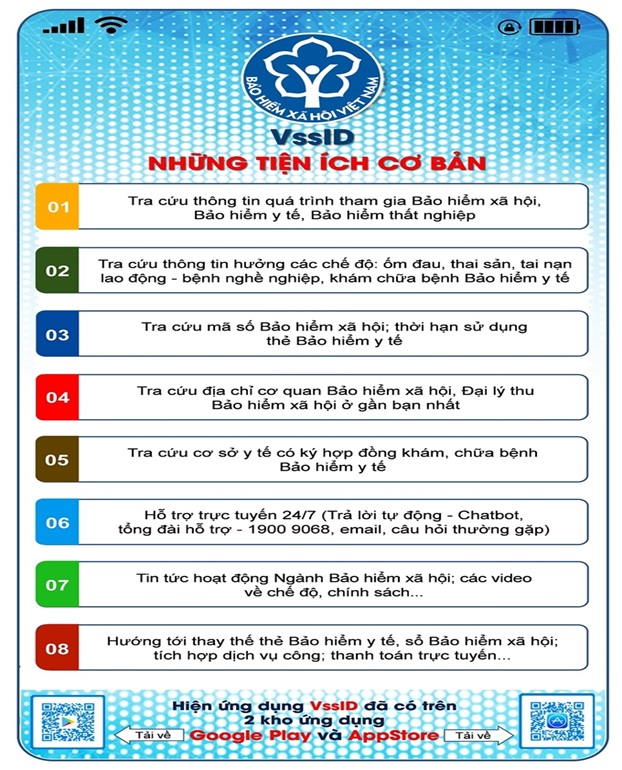 BẢO HIỂM XÃ HỘI VIỆT NAM
VssID
NHỮNG TIỆN ÍCH CƠ BẢN
01
Tra cứu thông tin quá trình tham gia Bảo hiểm xã hội,
Bảo hiểm y tế, Bảo hiểm thất nghiệp
02
Tra cứu thông tin hưởng các chế độ: ốm đau, thai sản, tai nạn
lao động - bệnh nghề nghiệp, khám chữa bệnh Bảo hiểm y tế
03
Tra cứu mã số Bảo hiểm xã hội; thời hạn sử dụng
thẻ Bảo hiểm y tế
04
Tra cứu địa chỉ cơ quan Bảo hiểm xã hội, Đại lý thu
Bảo hiểm xã hội ở gần bạn nhất
05
Tra cứu cơ sở y tế có ký hợp đồng khám, chữa bệnh
Bảo hiểm y tế
06
Hỗ trợ trực tuyến 24/7 (Trả lời tự động - Chatbot,
tổng đài hỗ trợ - 1900 9068, email, câu hỏi thường gặp)
07
Tin tức hoạt động Ngành Bảo hiểm xã hội; các video
về chế độ, chính sách...
08
Hướng tới thay thế thẻ Bảo hiểm y tế, sổ Bảo hiểm xã hội;
tích hợp dịch vụ công; thanh toán trực tuyến...
Hiện ứng dụng VssID đã có trên
2 kho ứng dụng
Tải về
Google Play và AppStore
Tải về